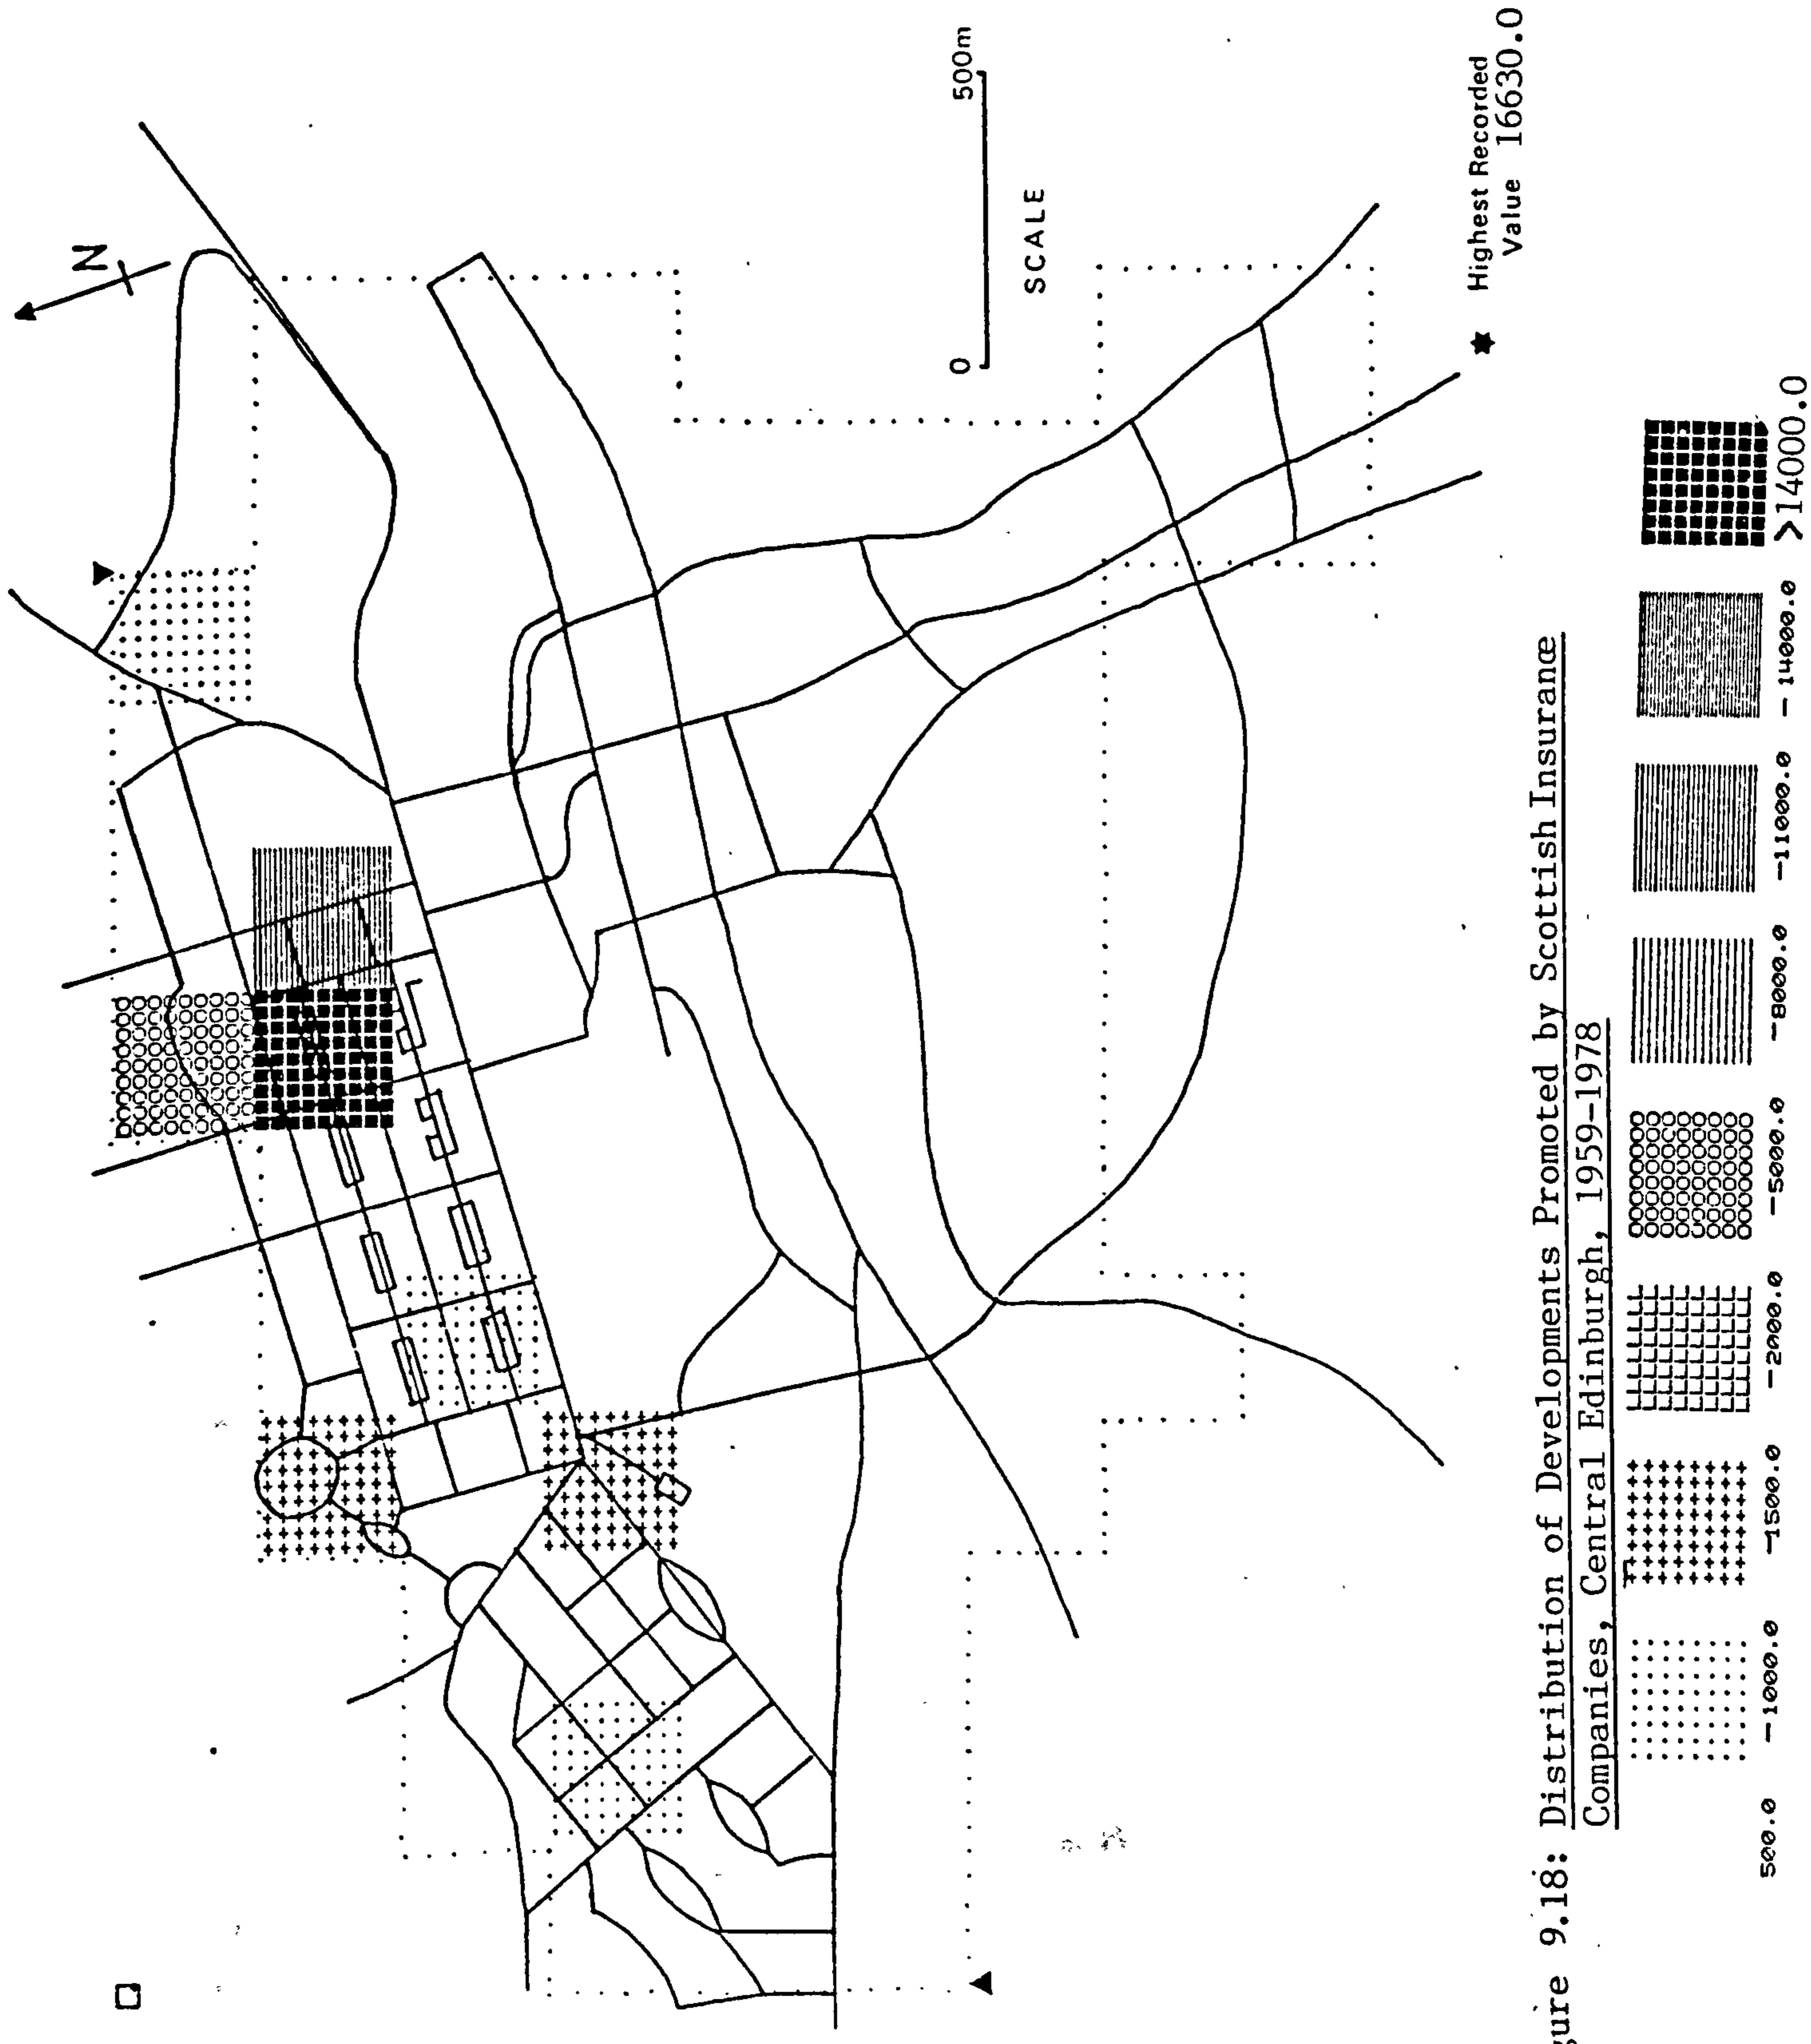 N
0 500m
SCALE
Highest Recorded
Value 16630.0
gure 9.18: Distribution of Developments Promoted by Scottish Insurance
Companies, Central Edinburgh, 1959-1978
500.0 -1000.0 -1500.0 -2000.0 -5000.0 -8000.0 -11000.0 -14000.0 >14000.0